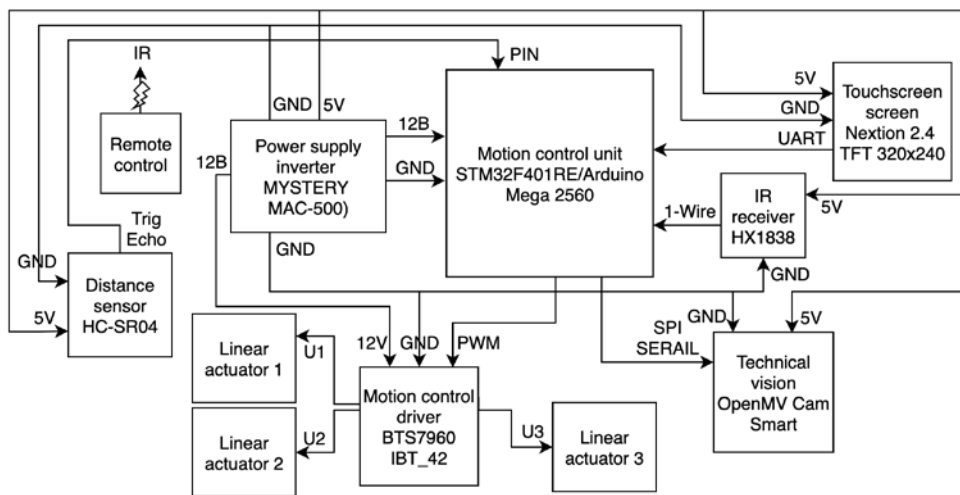 IR
Remote
control
PIN
GND
5V
12B
Power supply
inverter
MYSTERY
MAC-500)
12B
GND
GND
Motion control unit
STM32F401RE/Arduino
Mega 2560
5V
GND
UART
Touchscreen
screen
Nextion 2.4
TFT 320x240
1-Wire
IR
receiver
HX1838
5V
GND
Trig
Echo
GND
5V
Distance
sensor
HC-SR04
Linear
actuator 1
U1
12V
GND
PWM
Motion control
driver
BTS7960
IBT_42
Linear
actuator 2
U2
U3
Linear
actuator 3
SPI
SERAIL
GND
5V
Technical
vision
OpenMV Cam
Smart